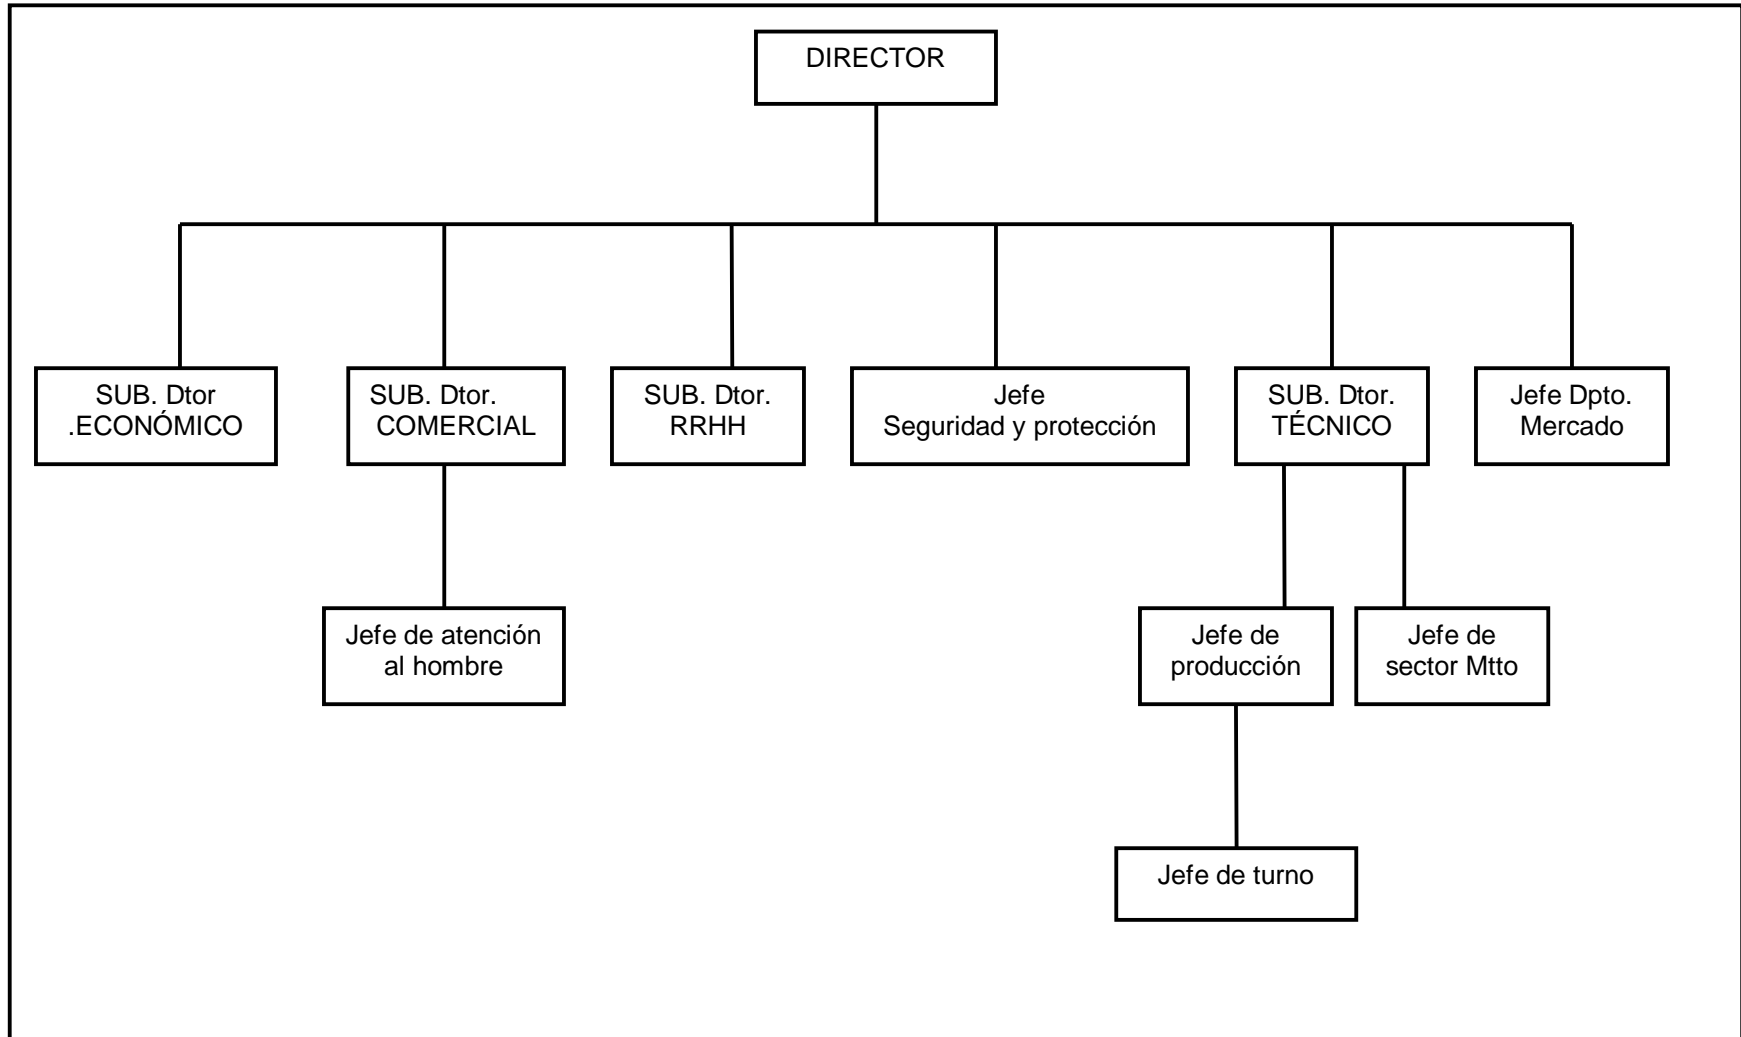 DIRECTOR
SUB. Dtor
.ECONÓMICO
SUB. Dtor.
COMERCIAL
SUB. Dtor.
RRHH
Jefe
Seguridad y protección
SUB. Dtor.
TÉCNICO
Jefe Dpto.
Mercado
Jefe de atención
al hombre
Jefe de
producción
Jefe de
sector Mtto
Jefe de turno